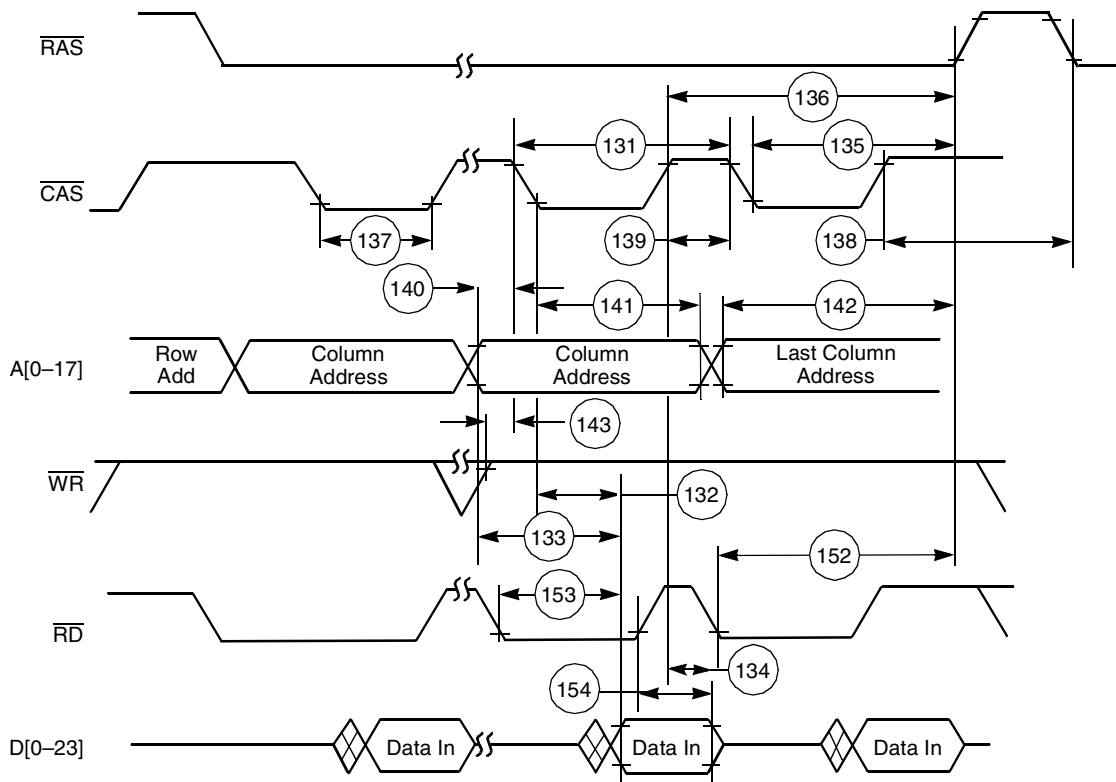 RAS
136
131
135
CAS
137
139
138
140
141
142
A[0–17]
Row
Add
Column
Address
Column
Address
Last Column
Address
143
WR
132
133
152
153
RD
134
154
D[0–23]
Data In
Data In
Data In